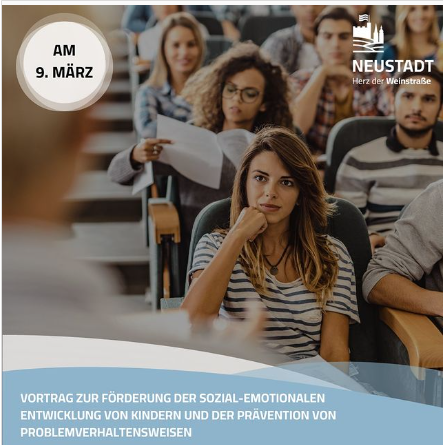 AM
9. MÄRZ
NEUSTADT
Herz der Weinstraße
VORTRAG ZUR FÖRDERUNG DER SOZIAL-EMOTIONALEN
ENTWICKLUNG VON KINDERN UND DER PRÄVENTION VON
PROBLEMVERHALTENSWEISEN